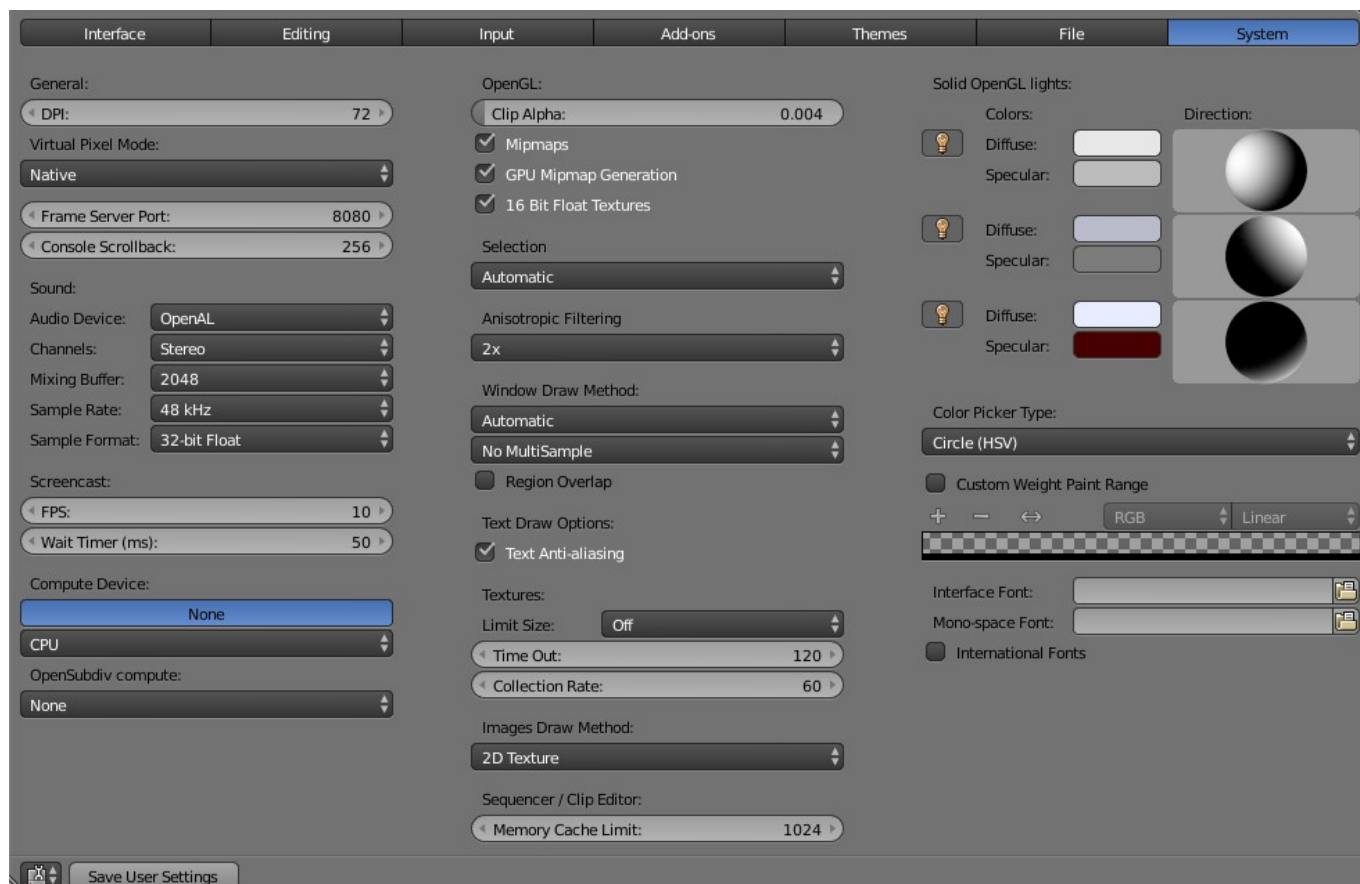 Interface Editing Input Add-ons Themes File System
General:
DPI: 72
Virtual Pixel Mode:
Native
Frame Server Port: 8080
Console Scrollback: 256
Sound:
Audio Device: OpenAL
Channels: Stereo
Mixing Buffer: 2048
Sample Rate: 48 kHz
Sample Format: 32-bit Float
Screencast:
FPS: 10
Wait Timer (ms): 50
Compute Device:
None
CPU
OpenSubdiv compute:
None
OpenGL:
Clip Alpha: 0.004
Mipmaps
GPU Mipmap Generation
16 Bit Float Textures
Selection
Automatic
Anisotropic Filtering
2x
Window Draw Method:
Automatic
No MultiSample
Region Overlap
Text Draw Options:
Text Anti-aliasing
Textures:
Limit Size: Off
Time Out: 120
Collection Rate: 60
Images Draw Method:
2D Texture
Sequencer / Clip Editor:
Memory Cache Limit: 1024
Solid OpenGL lights:
Colors: Direction:
Diffuse:
Specular:
Diffuse:
Specular:
Diffuse:
Specular:
Color Picker Type:
Circle (HSV)
Custom Weight Paint Range
RGB Linear
Interface Font:
Mono-space Font:
International Fonts
Save User Settings